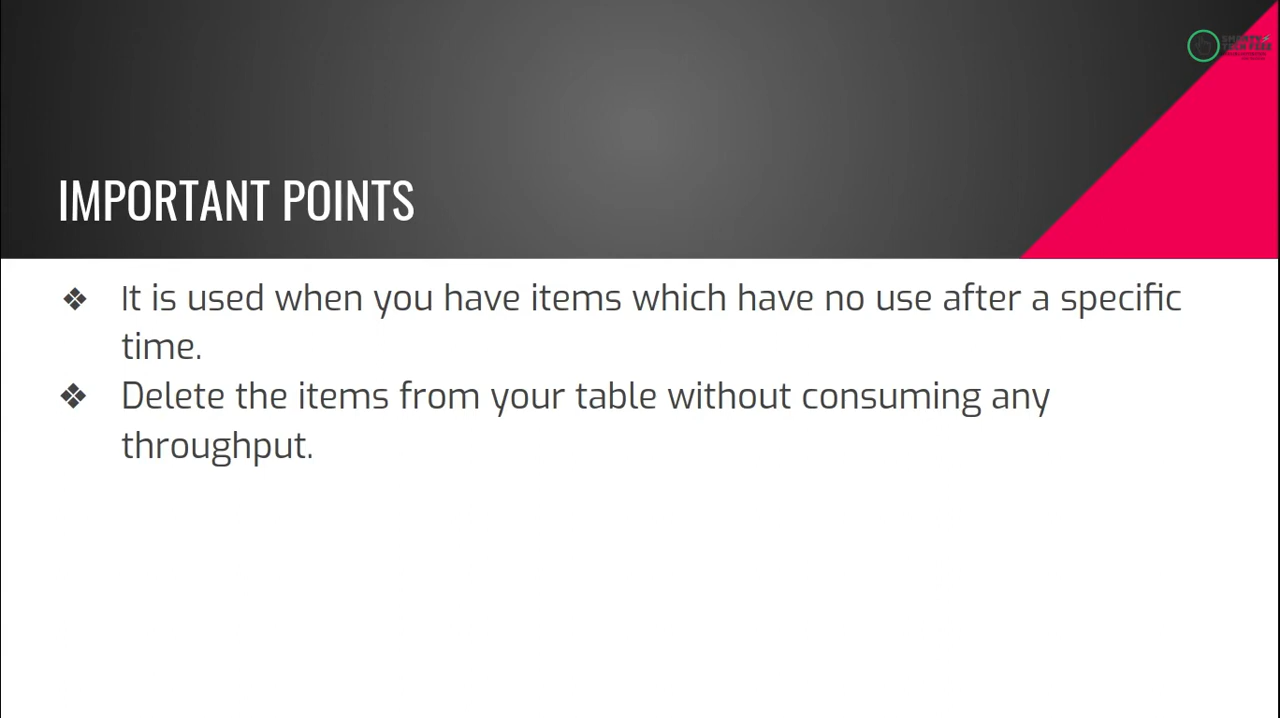 IMPORTANT POINTS
❖ It is used when you have items which have no use after a specific
time.
❖ Delete the items from your table without consuming any
throughput.